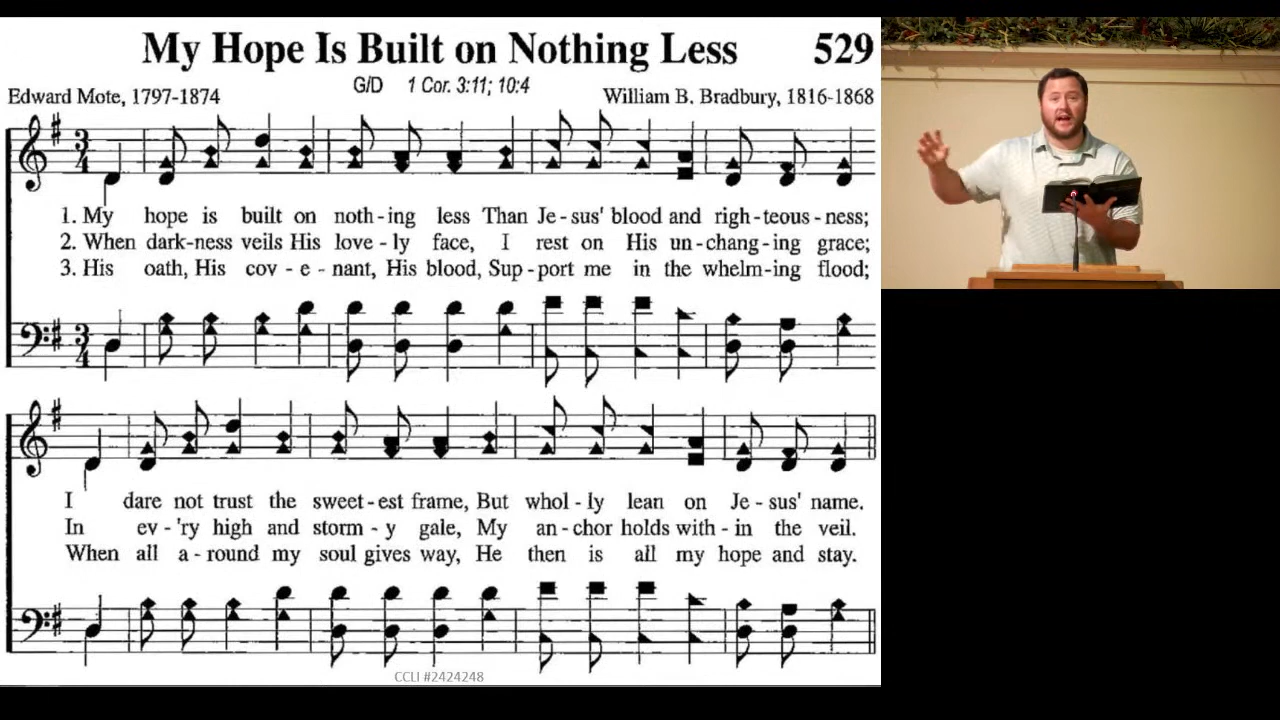 My Hope Is Built on Nothing Less 529
G/D 1 Cor. 3:11; 10:4
Edward Mote, 1797-1874 William B. Bradbury, 1816-1868
3
4
1. My hope is built on noth-ing less Than Je-sus' blood and righ-teous-ness;
2. When dark-ness veils His love-ly face, I rest on His un-chang-ing grace;
3. His oath, His cov-e-nant, His blood, Sup-port me in the whelm-ing flood;
3
4
I dare not trust the sweet-est frame, But whol-ly lean on Je-sus' name.
In ev-'ry high and storm-y gale, My an-chor holds with-in the veil.
When all a-round my soul gives way, He then is all my hope and stay.
CCLI #2424248